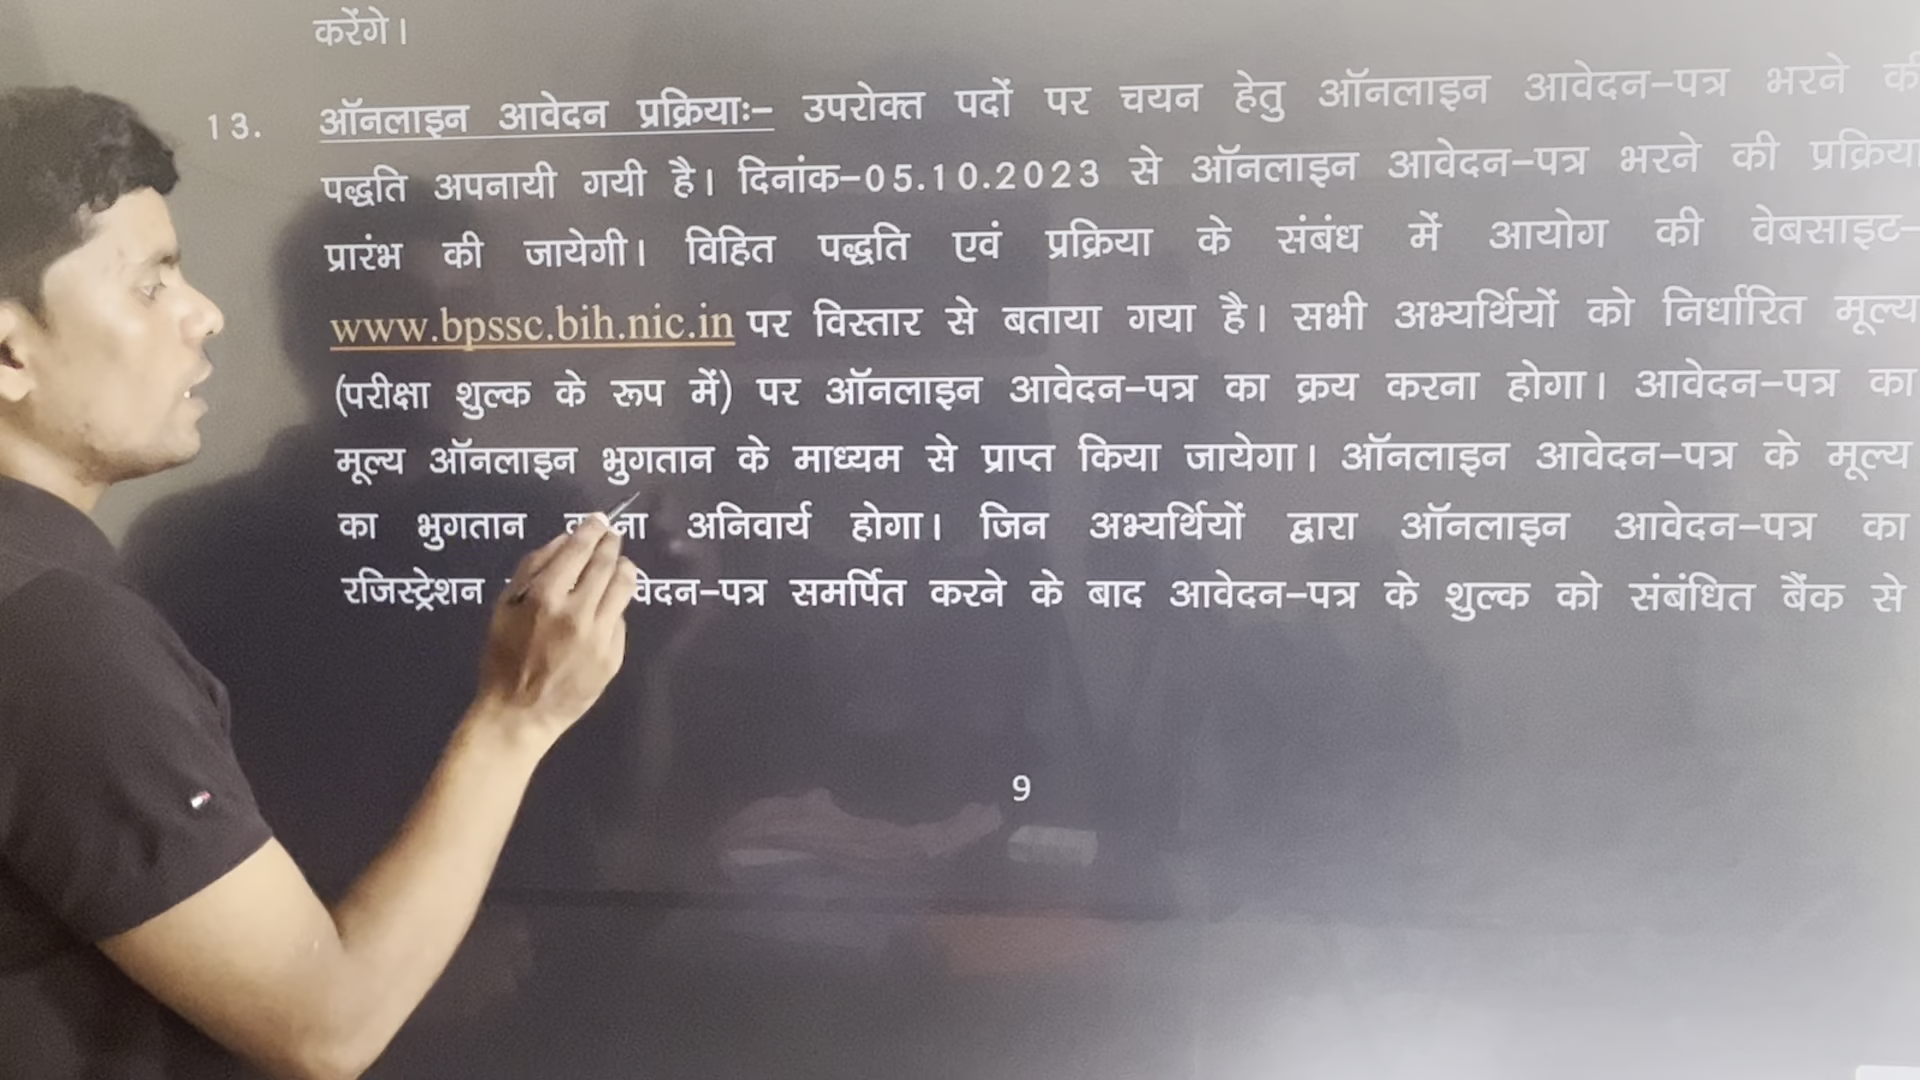 करेंगे।
13. ऑनलाइन आवेदन प्रक्रियाः- उपरोक्त पदों पर चयन हेतु ऑनलाइन आवेदन-पत्र भरने की
पद्धति अपनायी गयी है। दिनांक-05.10.2023 से ऑनलाइन आवेदन-पत्र भरने की प्रक्रिया
प्रारंभ की जायेगी। विहित पद्धति एवं प्रक्रिया के संबंध में आयोग की वेबसाइट-
www.bpssc.bih.nic.in पर विस्तार से बताया गया है। सभी अभ्यर्थियों को निर्धारित मूल्य
(परीक्षा शुल्क के रूप में) पर ऑनलाइन आवेदन-पत्र का क्रय करना होगा। आवेदन-पत्र का
मूल्य ऑनलाइन भुगतान के माध्यम से प्राप्त किया जायेगा। ऑनलाइन आवेदन-पत्र के मूल्य
का भुगतान अनिवार्य होगा। जिन अभ्यर्थियों द्वारा ऑनलाइन आवेदन-पत्र का
रजिस्ट्रेशन वेदन-पत्र समर्पित करने के बाद आवेदन-पत्र के शुल्क को संबंधित बैंक से
9